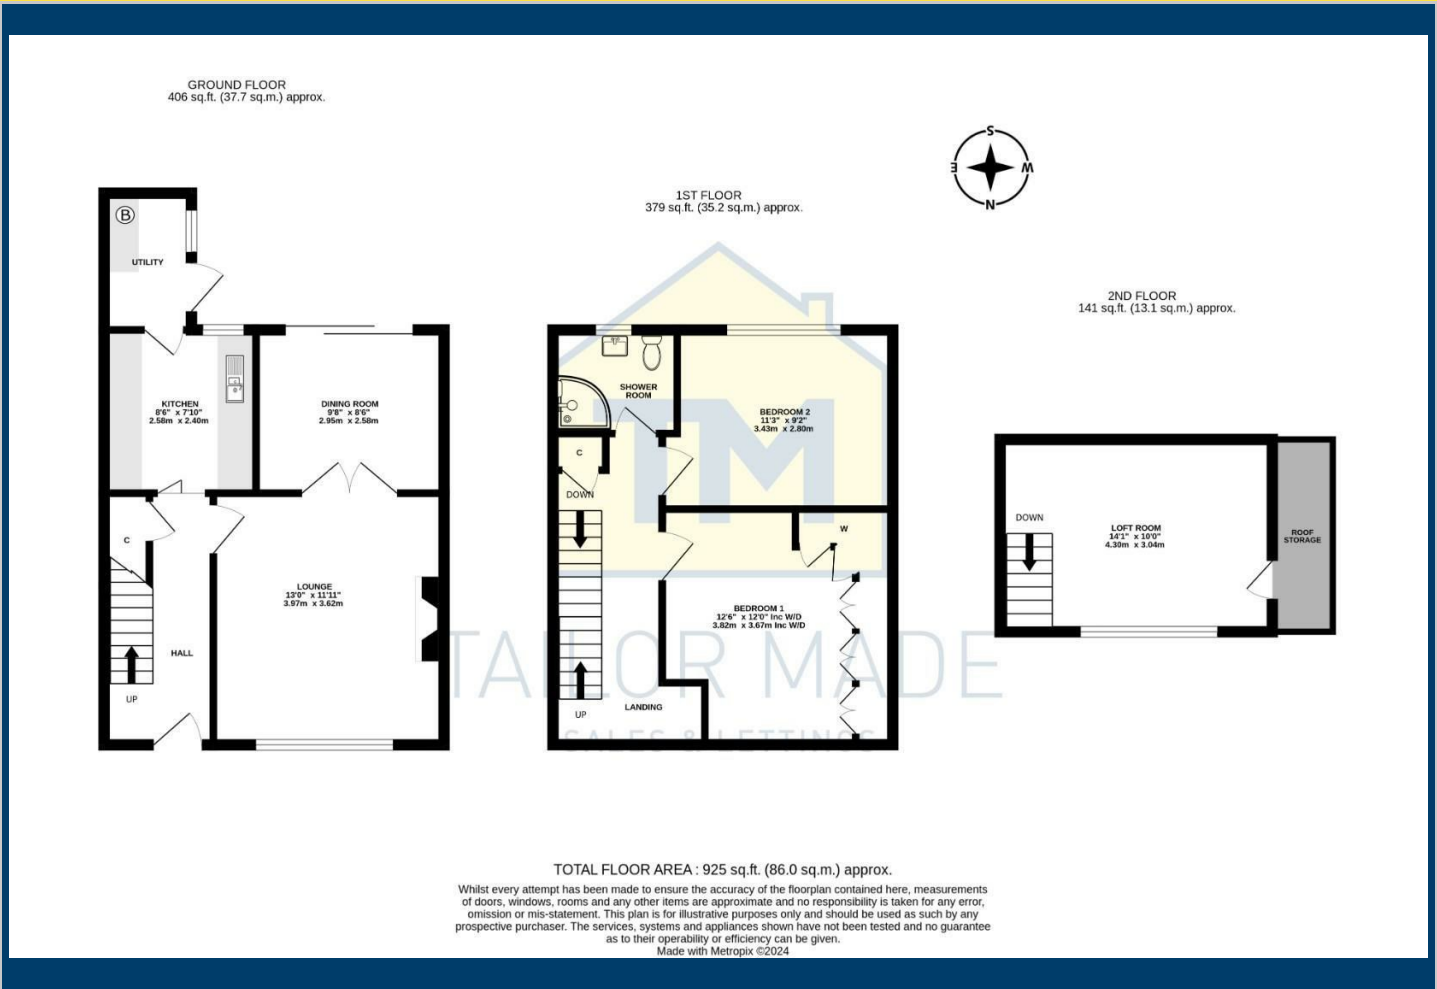 GROUND FLOOR
406 sq.ft. (37.7 sq.m.) approx.
B
UTILITY
KITCHEN
8'6" x 7'10"
2.58m x 2.40m
DINING ROOM
9'8" x 8'6"
2.95m x 2.58m
C
LOUNGE
13'0" x 11'11"
3.97m x 3.62m
HALL
UP
1ST FLOOR
379 sq.ft. (35.2 sq.m.) approx.
SHOWER
ROOM
BEDROOM 2
11'3" x 9'2"
3.43m x 2.80m
C
DOWN
W
BEDROOM 1
12'6" x 12'0" Inc W/D
3.82m x 3.67m Inc W/D
UP
LANDING
TM
TAILOR MADE
SALES & LETTINGS
S
E
W
N
2ND FLOOR
141 sq.ft. (13.1 sq.m.) approx.
DOWN
LOFT ROOM
14'1" x 10'0"
4.30m x 3.04m
ROOF
STORAGE
TOTAL FLOOR AREA : 925 sq.ft. (86.0 sq.m.) approx.
Whilst every attempt has been made to ensure the accuracy of the floorplan contained here, measurements
of doors, windows, rooms and any other items are approximate and no responsibility is taken for any error,
omission or mis-statement. This plan is for illustrative purposes only and should be used as such by any
prospective purchaser. The services, systems and appliances shown have not been tested and no guarantee
as to their operability or efficiency can be given.
Made with Metropix ©2024